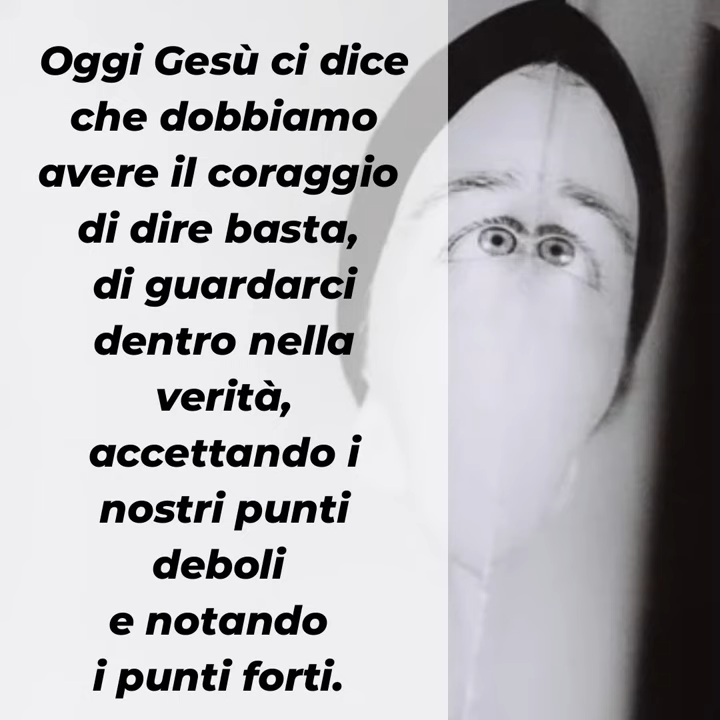 Oggi Gesù ci dice
che dobbiamo
avere il coraggio
di dire basta,
di guardarci
dentro nella
verità,
accettando i
nostri punti
deboli
e notando
i punti forti.